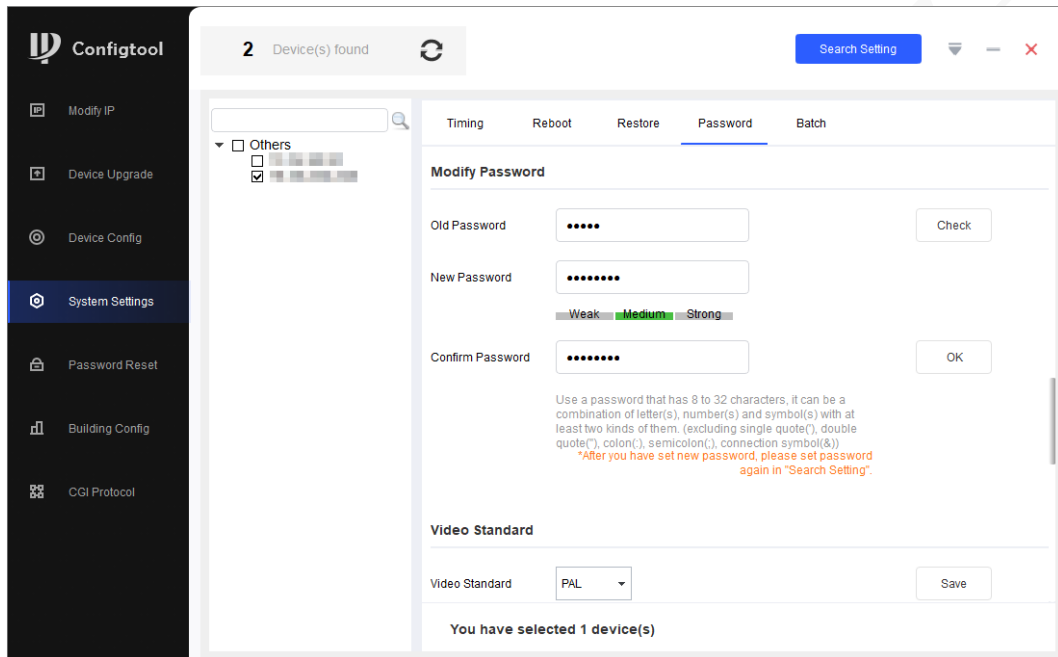 Configtool
2 Device(s) found
Search Setting
Modify IP
Device Upgrade
Device Config
System Settings
Password Reset
Building Config
CGI Protocol
Others
Timing Reboot Restore Password Batch
Modify Password
Old Password ●●●●● Check
New Password ●●●●●●●●
Weak Medium Strong
Confirm Password ●●●●●●●● OK
Use a password that has 8 to 32 characters, it can be a
combination of letter(s), number(s) and symbol(s) with at
least two kinds of them. (excluding single quote('), double
quote("), colon(:), semicolon(;), connection symbol(&))
*After you have set new password, please set password
again in "Search Setting".
Video Standard
Video Standard PAL Save
You have selected 1 device(s)